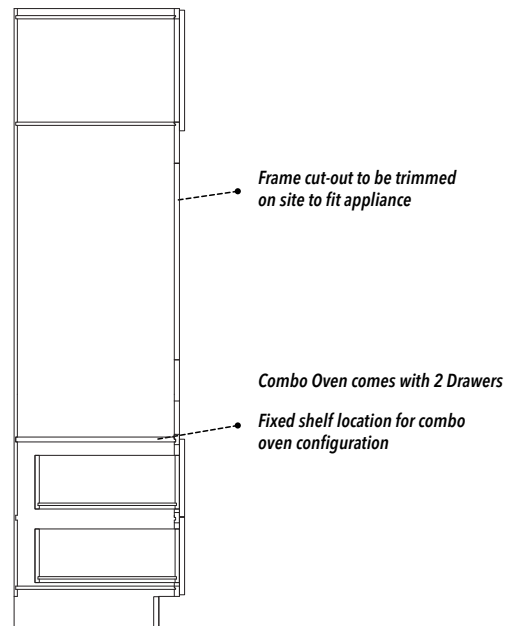 Frame cut-out to be trimmed
on site to fit appliance
Combo Oven comes with 2 Drawers
Fixed shelf location for combo
oven configuration